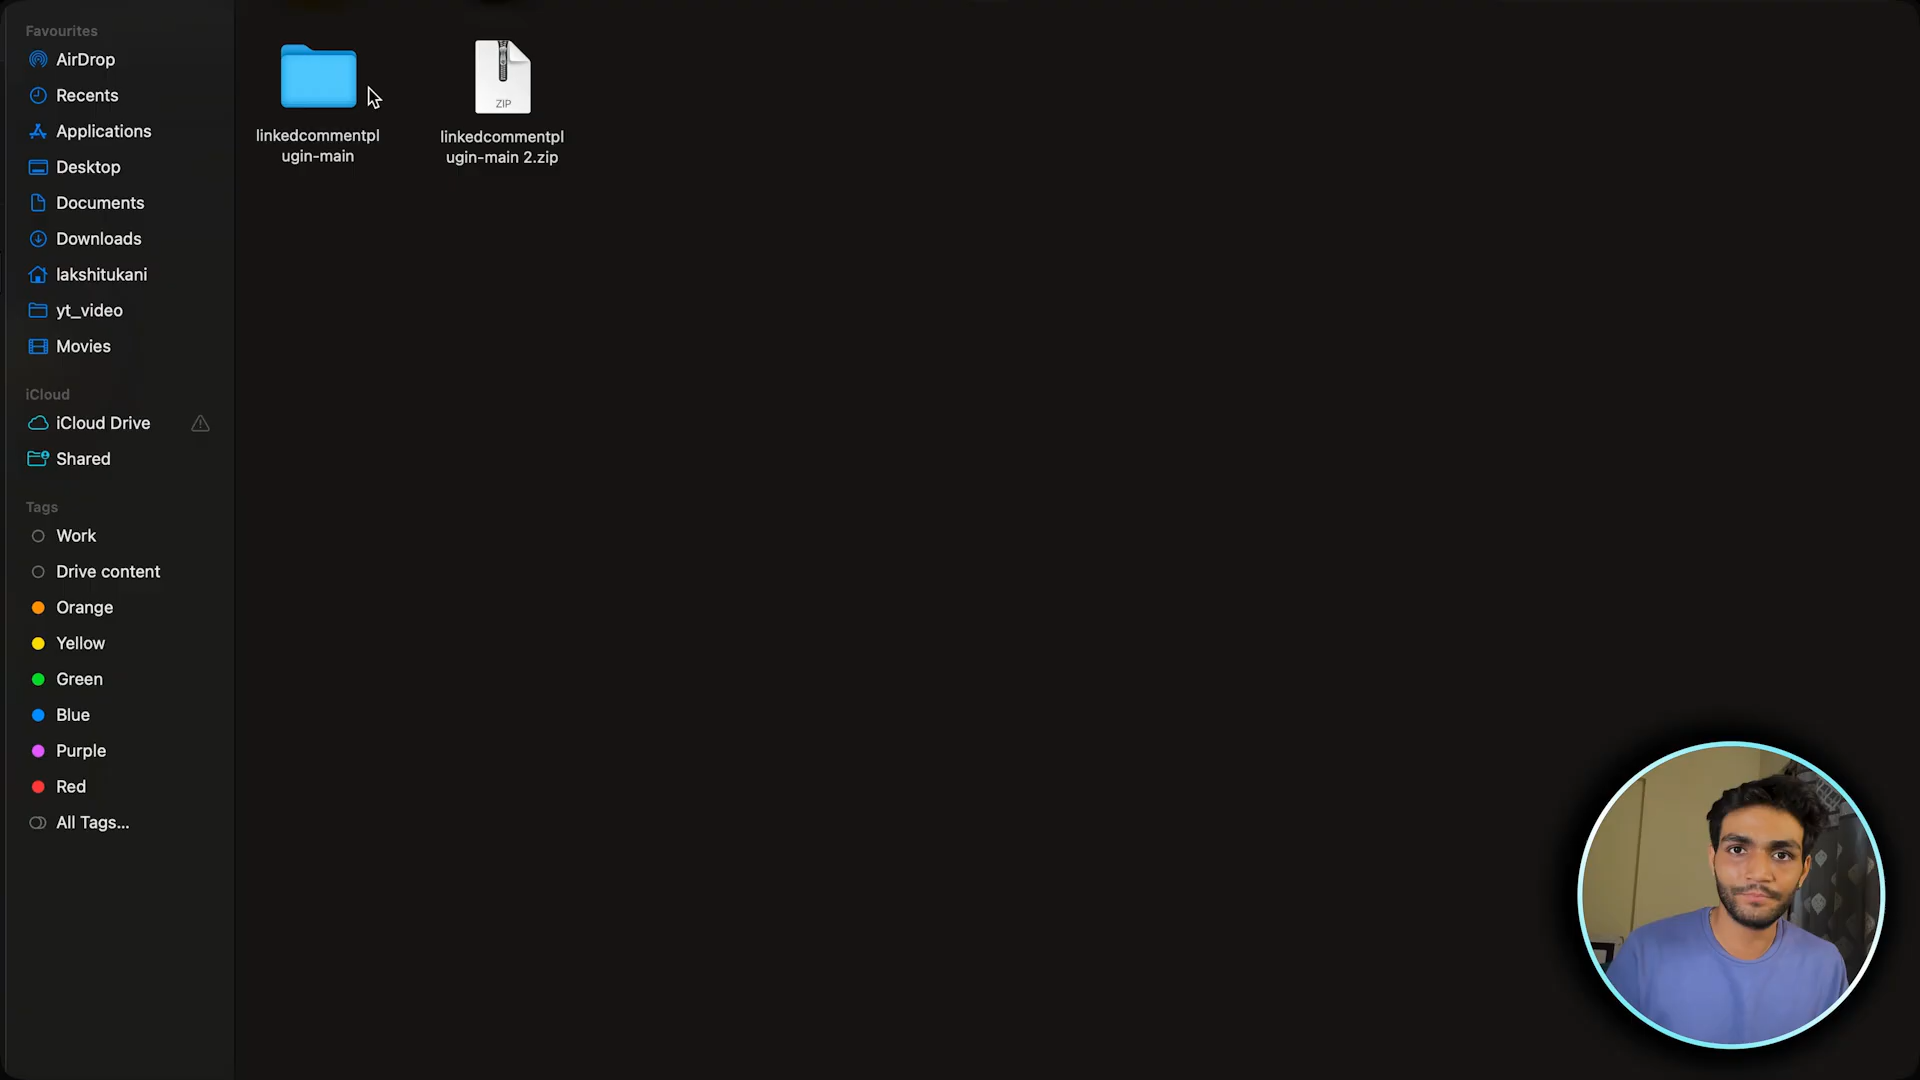 Favourites
AirDrop
Recents
Applications
Desktop
Documents
Downloads
lakshitukani
yt_video
Movies
iCloud
iCloud Drive
Shared
Tags
Work
Drive content
Orange
Yellow
Green
Blue
Purple
Red
All Tags...
linkedcommentpl
ugin-main
ZIP
linkedcommentpl
ugin-main 2.zip